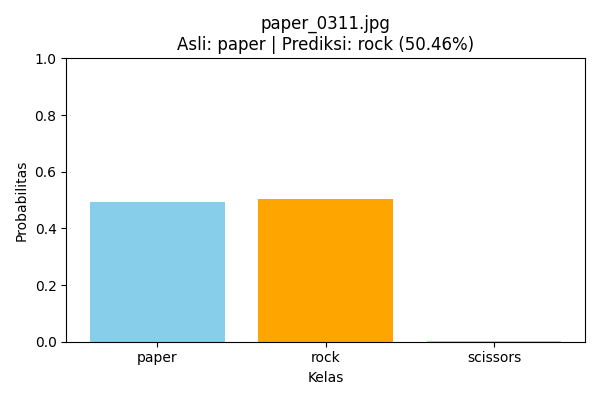 paper_0311.jpg
Asli: paper | Prediksi: rock (50.46%)
1.0
0.8
0.6
0.4
0.2
0.0
Probabilitas
paper
rock
scissors
Kelas